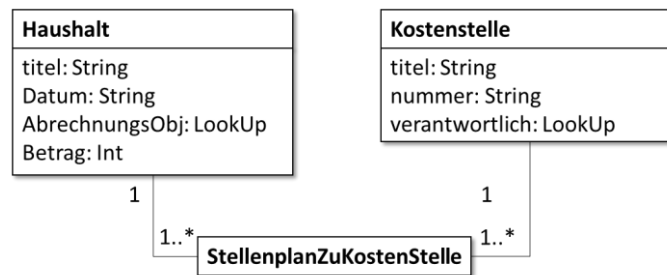 Haushalt
titel: String
Datum: String
AbrechnungsObj: LookUp
Betrag: Int
Kostenstelle
titel: String
nummer: String
verantwortlich: LookUp
1
1
1..*
1..*
StellenplanZuKostenStelle